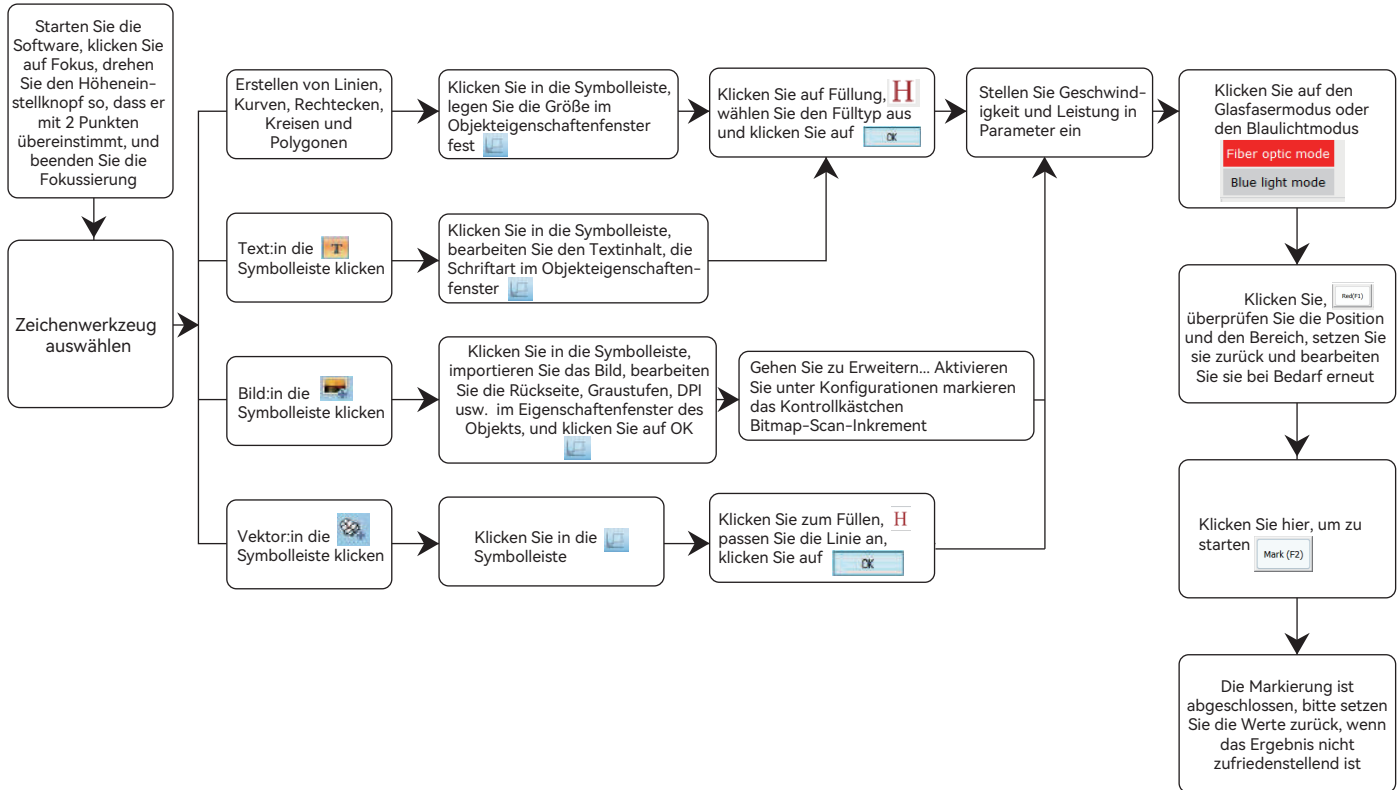 Starten Sie die
Software, klicken Sie
auf Fokus, drehen
Sie den Höhenein-
stellknopf so, dass er
mit 2 Punkten
übereinstimmt, und
beenden Sie die
Fokussierung
Zeichenwerkzeug
auswählen
Erstellen von Linien,
Kurven, Rechtecken,
Kreisen und
Polygonen
Klicken Sie in die Symbolleiste,
legen Sie die Größe im
Objekteigenschaftenfenster
fest
Klicken Sie auf Füllung, H
wählen Sie den Fülltyp aus
und klicken Sie auf OK
Stellen Sie Geschwind-
igkeit und Leistung in
Parameter ein
Text:in die T
Symbolleiste klicken
Klicken Sie in die Symbolleiste,
bearbeiten Sie den Textinhalt, die
Schriftart im Objekteigenschaften-
fenster
Bild:in die
Symbolleiste klicken
Klicken Sie in die Symbolleiste,
importieren Sie das Bild, bearbeiten
Sie die Rückseite, Graustufen, DPI
usw. im Eigenschaftenfenster des
Objekts, und klicken Sie auf OK
Gehen Sie zu Erweitern... Aktivieren
Sie unter Konfigurationen markieren
das Kontrollkästchen
Bitmap-Scan-Inkrement
Vektor:in die
Symbolleiste klicken
Klicken Sie in die
Symbolleiste
Klicken Sie zum Füllen, H
passen Sie die Linie an,
klicken Sie auf OK
Klicken Sie auf den
Glasfasermodus oder
den Blaulichtmodus
Fiber optic mode
Blue light mode
Klicken Sie, Red(F1)
überprüfen Sie die Position
und den Bereich, setzen Sie
sie zurück und bearbeiten
Sie sie bei Bedarf erneut
Klicken Sie hier, um zu
starten Mark (F2)
Die Markierung ist
abgeschlossen, bitte setzen
Sie die Werte zurück, wenn
das Ergebnis nicht
zufriedenstellend ist